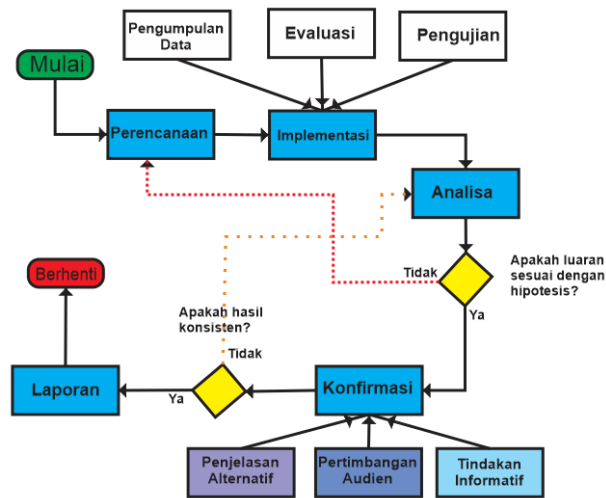 Pengumpulan
Data
Evaluasi
Pengujian
Mulai
Perencanaan
Implementasi
Analisa
Tidak
Apakah luaran
sesuai dengan
hipotesis?
Ya
Berhenti
Apakah hasil
konsisten?
Tidak
Laporan
Ya
Konfirmasi
Penjelasan
Alternatif
Pertimbangan
Audien
Tindakan
Informatif